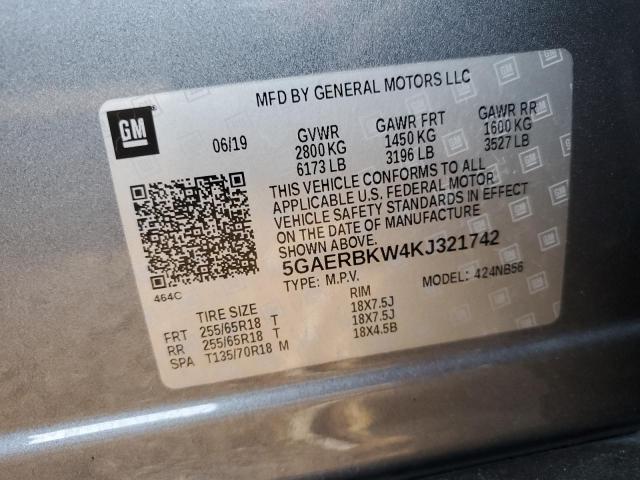 MFD BY GENERAL MOTORS LLC
GM
06/19 GVWR GAWR FRT GAWR RR
2800 KG 1450 KG 1600 KG
6173 LB 3196 LB 3527 LB
THIS VEHICLE CONFORMS TO ALL
APPLICABLE U.S. FEDERAL MOTOR
VEHICLE SAFETY STANDARDS IN EFFECT
ON THE DATE OF MANUFACTURE
SHOWN ABOVE.
5GAERBKW4KJ321742
TYPE: M.P.V. MODEL: 424NB56
464C
TIRE SIZE RIM
FRT 255/65R18 T 18X7.5J
RR 255/65R18 T 18X7.5J
SPA T135/70R18 M 18X4.5B